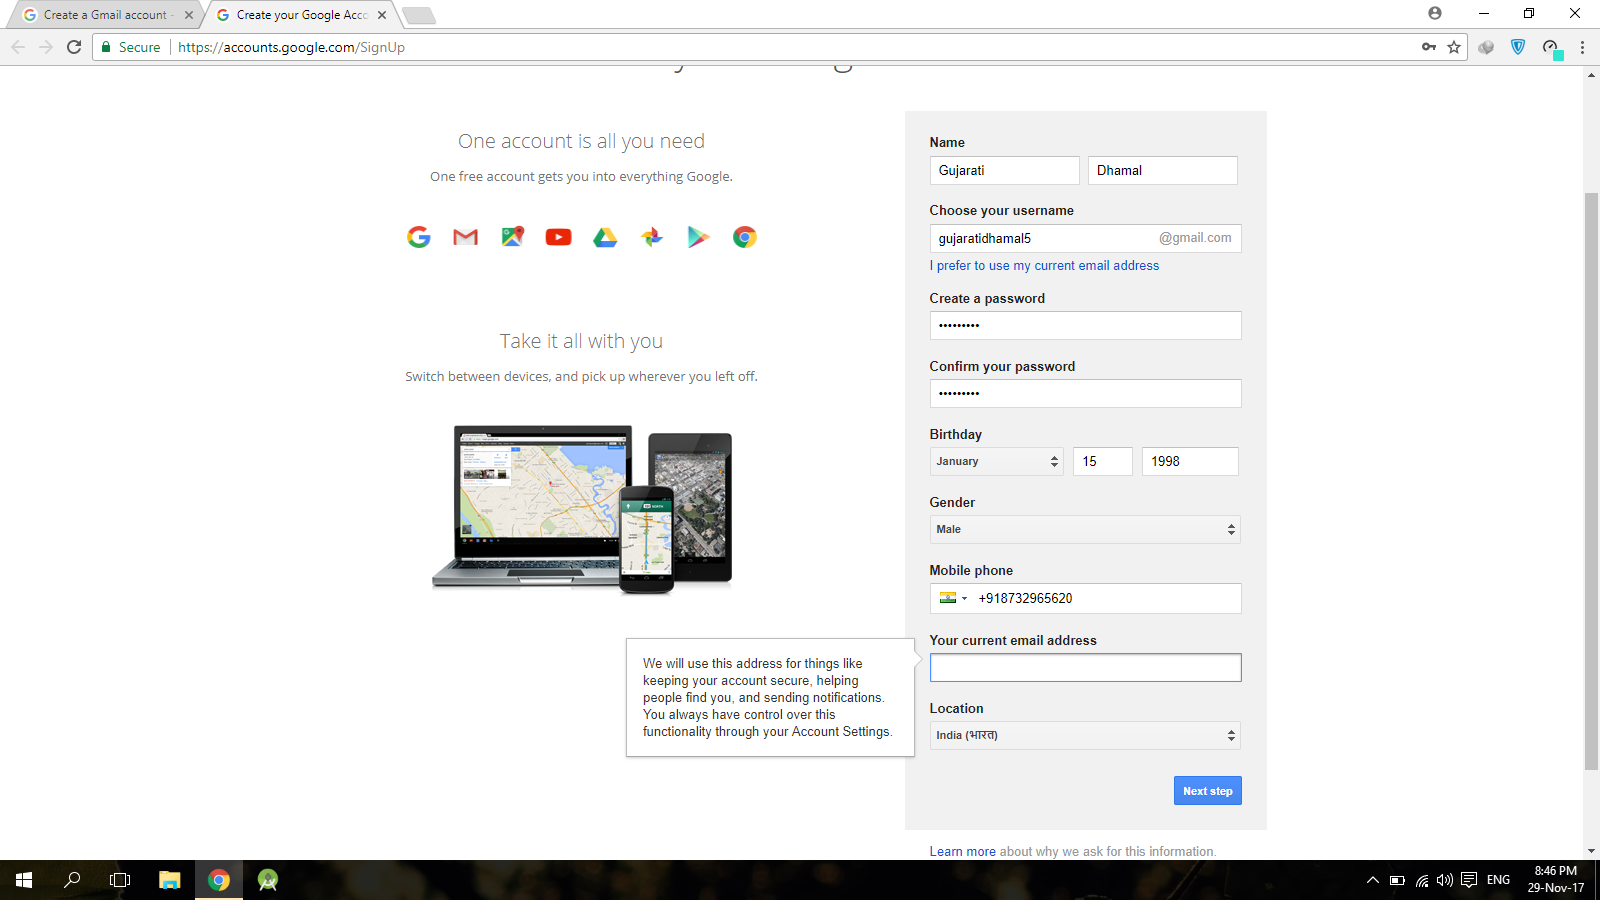 Create a Gmail account -
Create your Google Acco
Secure
https://accounts.google.com/SignUp
One account is all you need
One free account gets you into everything Google.
Take it all with you
Switch between devices, and pick up wherever you left off.
Name
Gujarati
Dhamal
Choose your username
gujaratidhamal5
@gmail.com
I prefer to use my current email address
Create a password
•••••••••
Confirm your password
•••••••••
Birthday
January
15
1998
Gender
Male
Mobile phone
+918732965620
Your current email address
We will use this address for things like
keeping your account secure, helping
people find you, and sending notifications.
You always have control over this
functionality through your Account Settings.
Location
India (भारत)
Next step
Learn more about why we ask for this information.
ENG
8:46 PM
29-Nov-17